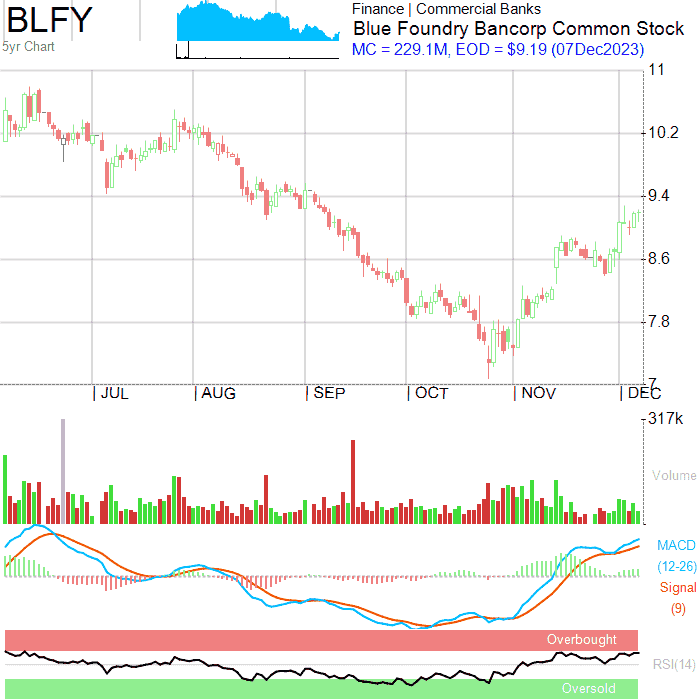 BLFY
5yr Chart
Finance | Commercial Banks
Blue Foundry Bancorp Common Stock
MC = 229.1M, EOD = $9.19 (07Dec2023)
11
10.2
9.4
8.6
7.8
7
JUL AUG SEP OCT NOV DEC
317k
Volume
MACD
(12-26)
Signal
(9)
Overbought
RSI(14)
Oversold